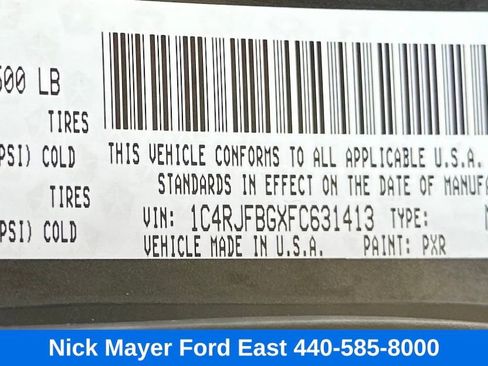 500 LB
TIRES
PSI) COLD
TIRES
PSI) COLD
THIS VEHICLE CONFORMS TO ALL APPLICABLE U.S.A.
STANDARDS IN EFFECT ON THE DATE OF MANUFA
VIN: 1C4RJFBGXFC631413 TYPE:
VEHICLE MADE IN U.S.A. PAINT: PXR
Nick Mayer Ford East 440-585-8000